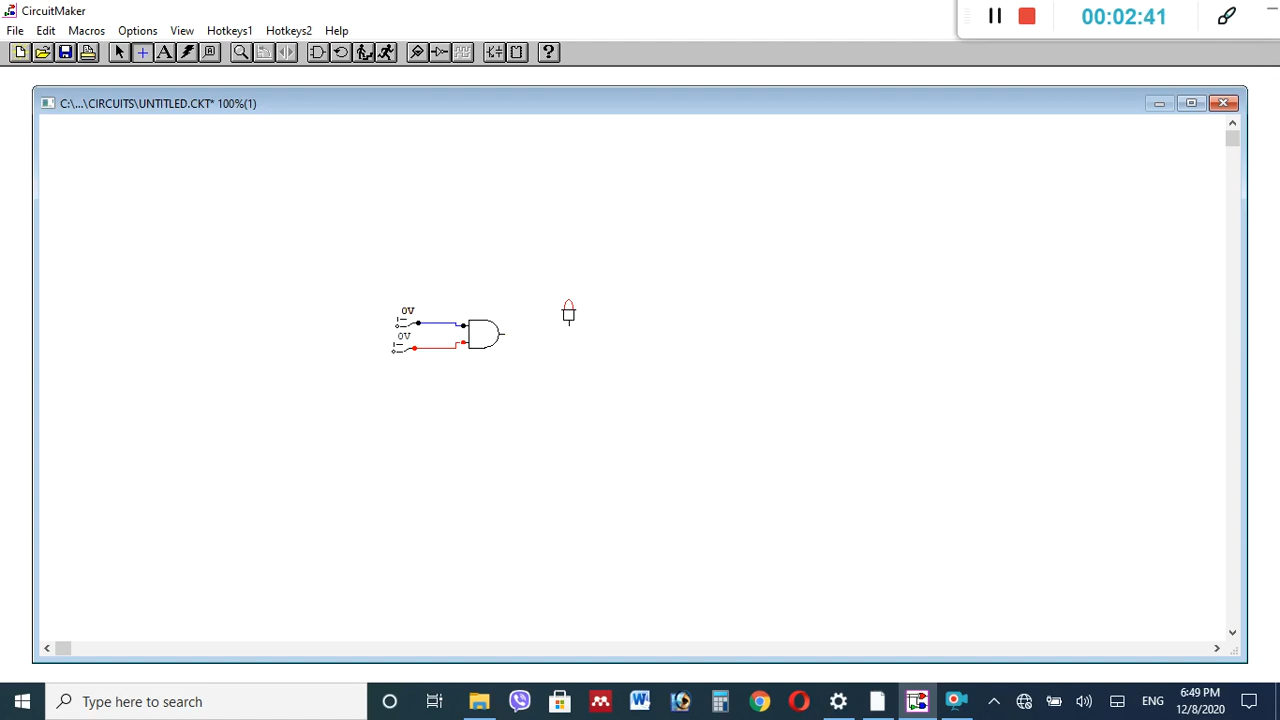 CircuitMaker
00:02:41
File Edit Macros Options View Hotkeys1 Hotkeys2 Help
A
?
C:\...\CIRCUITS\UNTITLED.CKT* 100%(1)
0V
0V
Type here to search
W
ENG
6:49 PM
12/8/2020